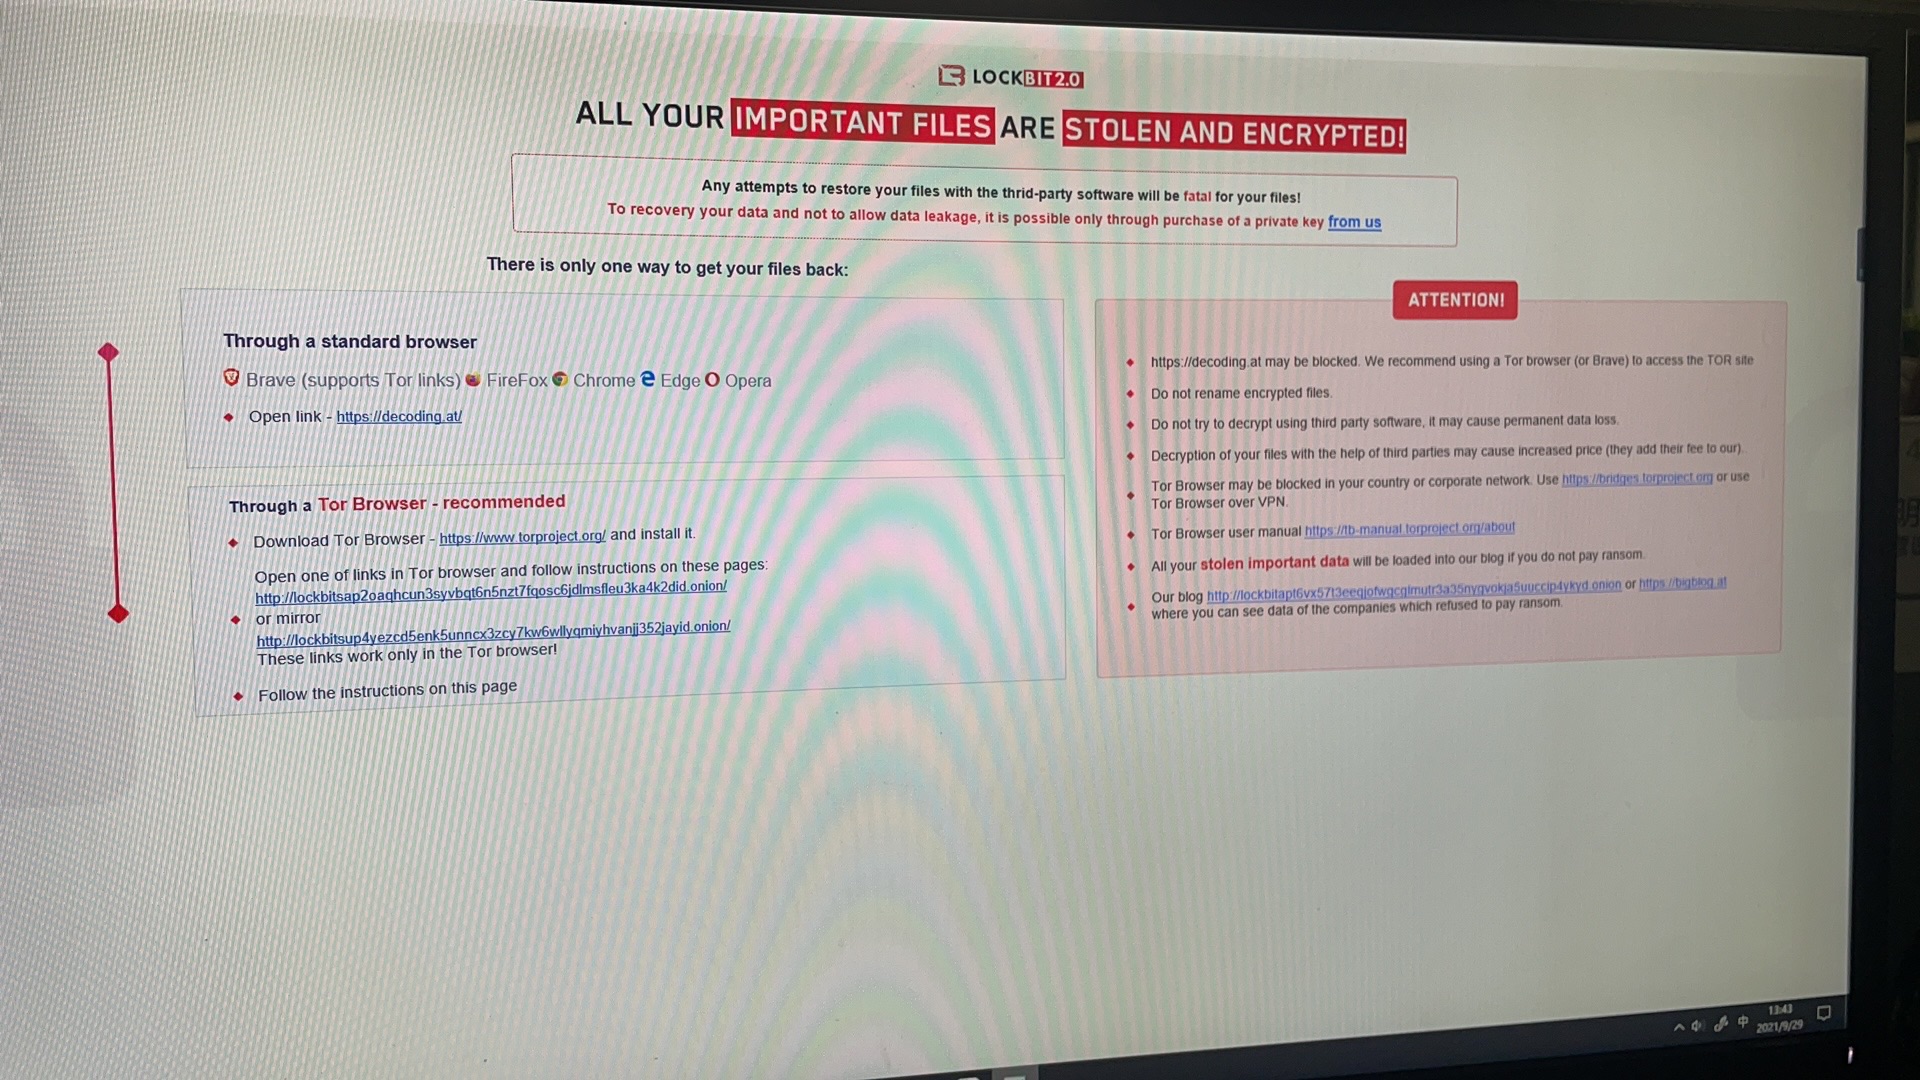 LOCKBIT2.0
ALL YOUR IMPORTANT FILES ARE STOLEN AND ENCRYPTED!
Any attempts to restore your files with the thrid-party software will be fatal for your files!
To recovery your data and not to allow data leakage, it is possible only through purchase of a private key from us
There is only one way to get your files back:
Through a standard browser
Brave (supports Tor links) FireFox Chrome Edge Opera
Open link - https://decoding.at/
Through a Tor Browser - recommended
Download Tor Browser - https://www.torproject.org/ and install it.
Open one of links in Tor browser and follow instructions on these pages:
http://lockbitsap2oaqhcun3syvbqt6n5nzt7fqosc6jdlmsfleu3ka4k2did.onion/
or mirror
http://lockbitsup4yezcd5enk5unncx3zcy7kw6wllyqmiyhvanjj352jayid.onion/
These links work only in the Tor browser!
Follow the instructions on this page
ATTENTION!
https://decoding.at may be blocked. We recommend using a Tor browser (or Brave) to access the TOR site
Do not rename encrypted files.
Do not try to decrypt using third party software, it may cause permanent data loss.
Decryption of your files with the help of third parties may cause increased price (they add their fee to our).
Tor Browser may be blocked in your country or corporate network. Use https://bridges.torproject.org or use
Tor Browser over VPN.
Tor Browser user manual https://tb-manual.torproject.org/about
All your stolen important data will be loaded into our blog if you do not pay ransom.
Our blog http://lockbitapt6vx57t3eeqjofwgcglmutr3a35nygvokja5uuccip4ykyd.onion or https://bigblog.at
where you can see data of the companies which refused to pay ransom.
中
13:43
2021/9/29